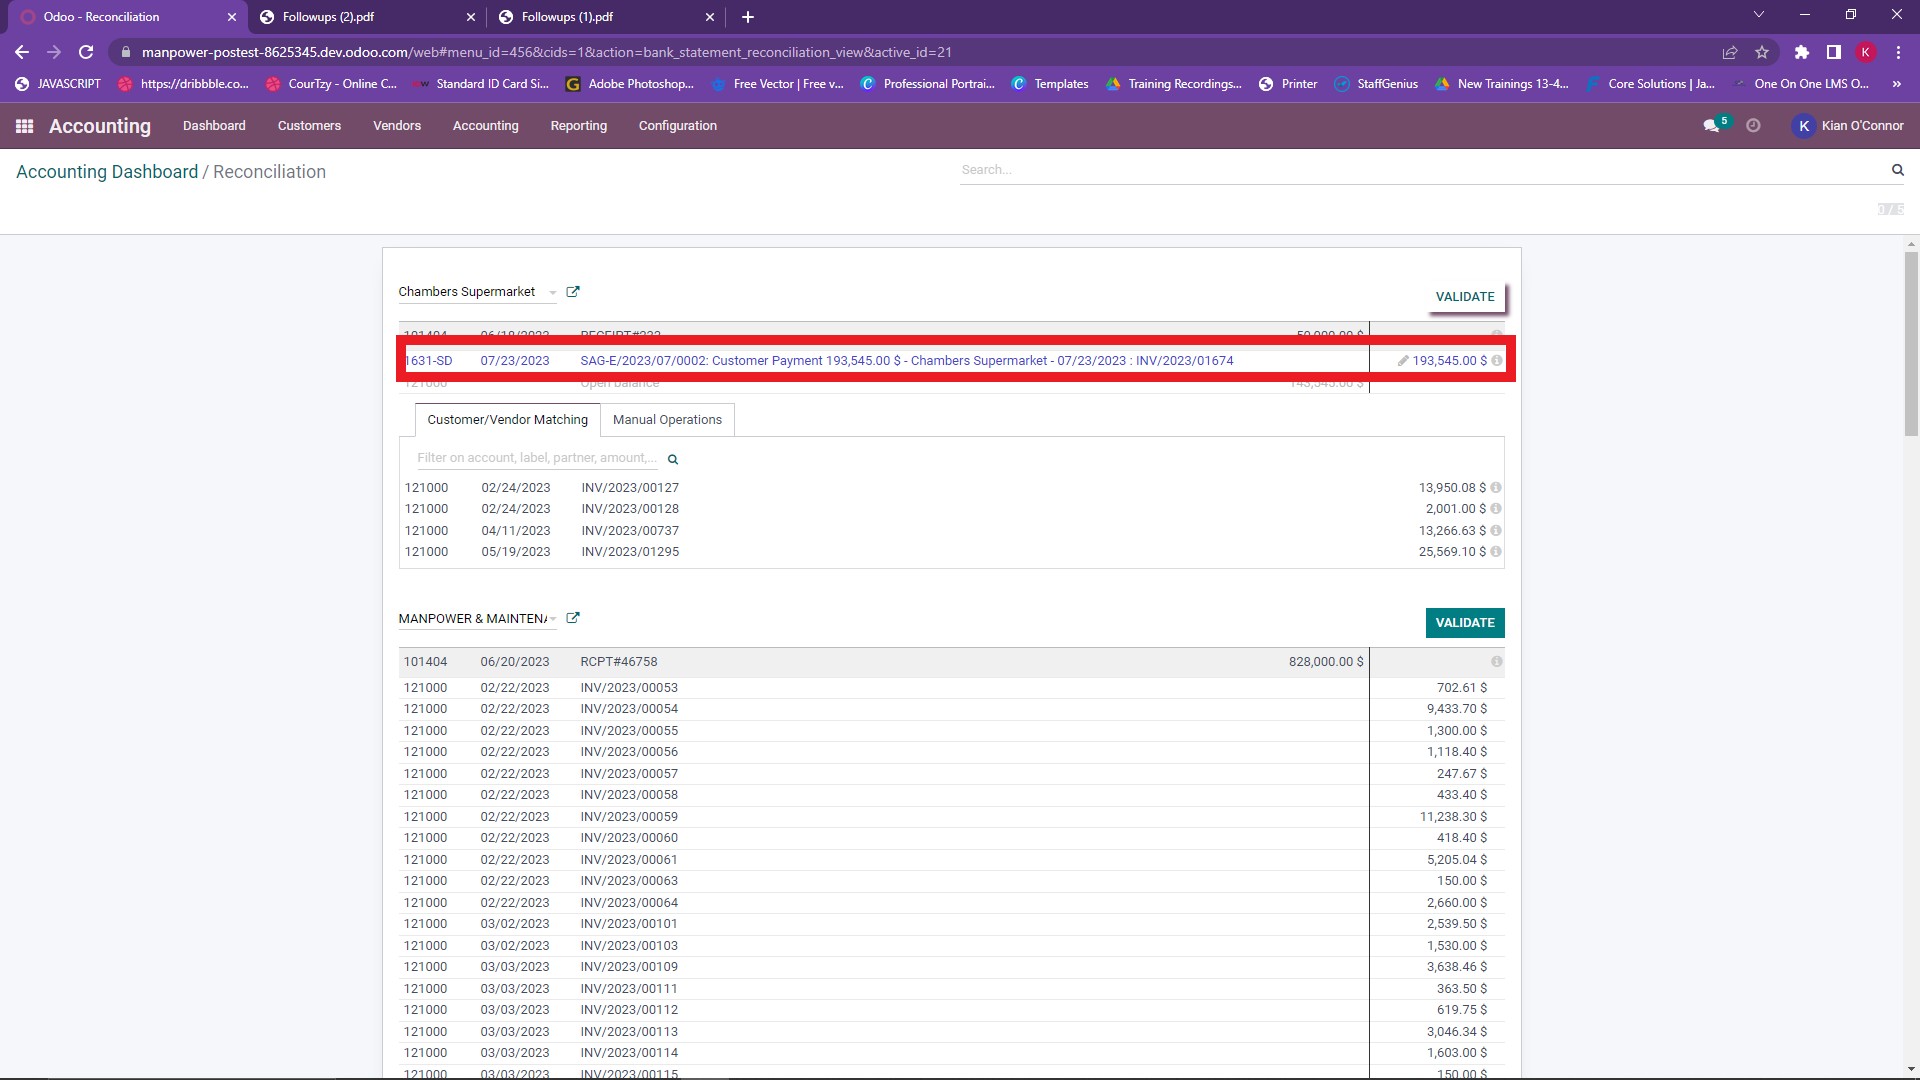 Odoo - Reconciliation
Followups (2).pdf
Followups (1).pdf
manpower-postest-8625345.dev.odoo.com/web#menu_id=456&cids=1&action=bank_statement_reconciliation_view&active_id=21
K
JAVASCRIPT
https://dribbble.co...
CourTzy - Online C...
Standard ID Card Si...
G Adobe Photoshop...
Free Vector | Free v...
Professional Portrai...
Templates
Training Recordings...
Printer
StaffGenius
New Trainings 13-4...
Core Solutions | Ja...
One On One LMS O...
»
Accounting Dashboard Customers Vendors Accounting Reporting Configuration
5
K Kian O'Connor
Accounting Dashboard / Reconciliation
Search...
0 / 5
Chambers Supermarket
VALIDATE
101404 06/18/2023 RECEIPT#232 50,000.00 $
1631-SD 07/23/2023 SAG-E/2023/07/0002: Customer Payment 193,545.00 $ - Chambers Supermarket - 07/23/2023 : INV/2023/01674 193,545.00 $
121000 Open balance 143,545.00 $
Customer/Vendor Matching Manual Operations
Filter on account, label, partner, amount,...
121000 02/24/2023 INV/2023/00127 13,950.08 $
121000 02/24/2023 INV/2023/00128 2,001.00 $
121000 04/11/2023 INV/2023/00737 13,266.63 $
121000 05/19/2023 INV/2023/01295 25,569.10 $
MANPOWER & MAINTEN
VALIDATE
101404 06/20/2023 RCPT#46758 828,000.00 $
121000 02/22/2023 INV/2023/00053 702.61 $
121000 02/22/2023 INV/2023/00054 9,433.70 $
121000 02/22/2023 INV/2023/00055 1,300.00 $
121000 02/22/2023 INV/2023/00056 1,118.40 $
121000 02/22/2023 INV/2023/00057 247.67 $
121000 02/22/2023 INV/2023/00058 433.40 $
121000 02/22/2023 INV/2023/00059 11,238.30 $
121000 02/22/2023 INV/2023/00060 418.40 $
121000 02/22/2023 INV/2023/00061 5,205.04 $
121000 02/22/2023 INV/2023/00063 150.00 $
121000 02/22/2023 INV/2023/00064 2,660.00 $
121000 03/02/2023 INV/2023/00101 2,539.50 $
121000 03/02/2023 INV/2023/00103 1,530.00 $
121000 03/03/2023 INV/2023/00109 3,638.46 $
121000 03/03/2023 INV/2023/00111 363.50 $
121000 03/03/2023 INV/2023/00112 619.75 $
121000 03/03/2023 INV/2023/00113 3,046.34 $
121000 03/03/2023 INV/2023/00114 1,603.00 $
121000 03/03/2023 INV/2023/00115 150.00 $